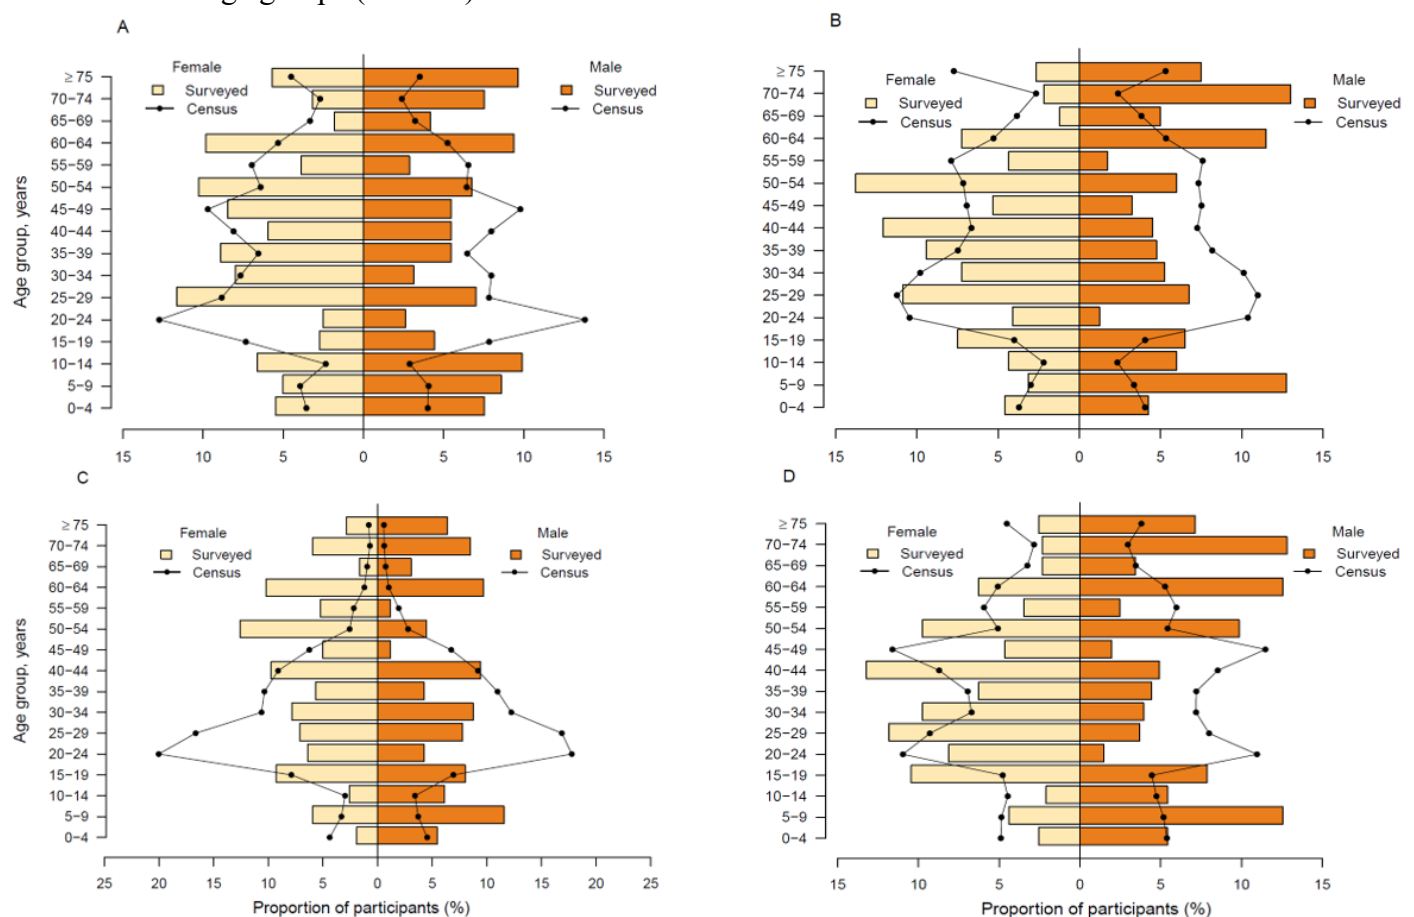 A
Female
Surveyed
Census
Male
Surveyed
Census
Age group, years
≥ 75
70−74
65−69
60−64
55−59
50−54
45−49
40−44
35−39
30−34
25−29
20−24
15−19
10−14
5−9
0−4
15 10 5 0 5 10 15
B
Female
Surveyed
Census
Male
Surveyed
Census
≥ 75
70−74
65−69
60−64
55−59
50−54
45−49
40−44
35−39
30−34
25−29
20−24
15−19
10−14
5−9
0−4
15 10 5 0 5 10 15
C
Female
Surveyed
Census
Male
Surveyed
Census
Age group, years
≥ 75
70−74
65−69
60−64
55−59
50−54
45−49
40−44
35−39
30−34
25−29
20−24
15−19
10−14
5−9
0−4
25 20 15 10 5 0 5 10 15 20 25
Proportion of participants (%)
D
Female
Surveyed
Census
Male
Surveyed
Census
≥ 75
70−74
65−69
60−64
55−59
50−54
45−49
40−44
35−39
30−34
25−29
20−24
15−19
10−14
5−9
0−4
15 10 5 0 5 10 15
Proportion of participants (%)